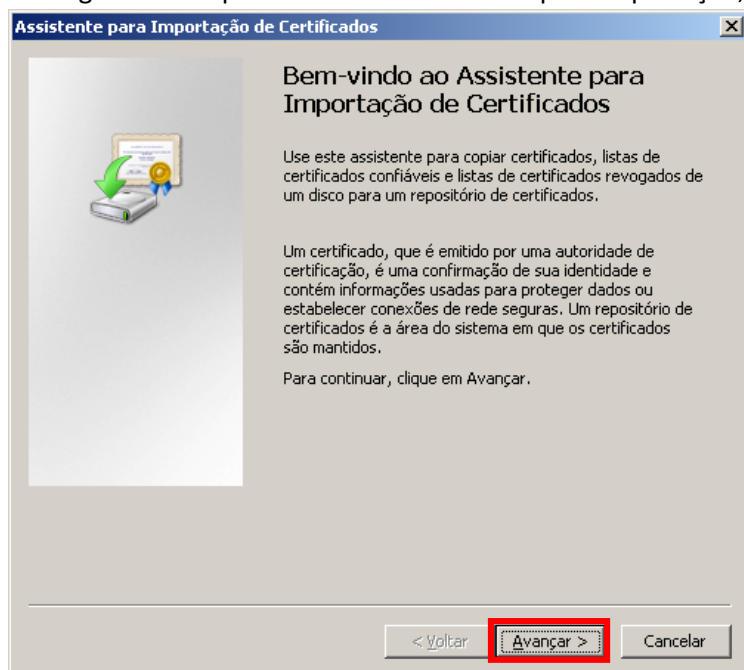 Assistente para Importação de Certificados
Bem-vindo ao Assistente para
Importação de Certificados
Use este assistente para copiar certificados, listas de
certificados confiáveis e listas de certificados revogados de
um disco para um repositório de certificados.
Um certificado, que é emitido por uma autoridade de
certificação, é uma confirmação de sua identidade e
contém informações usadas para proteger dados ou
estabelecer conexões de rede seguras. Um repositório de
certificados é a área do sistema em que os certificados
são mantidos.
Para continuar, clique em Avançar.
< Voltar Avançar > Cancelar